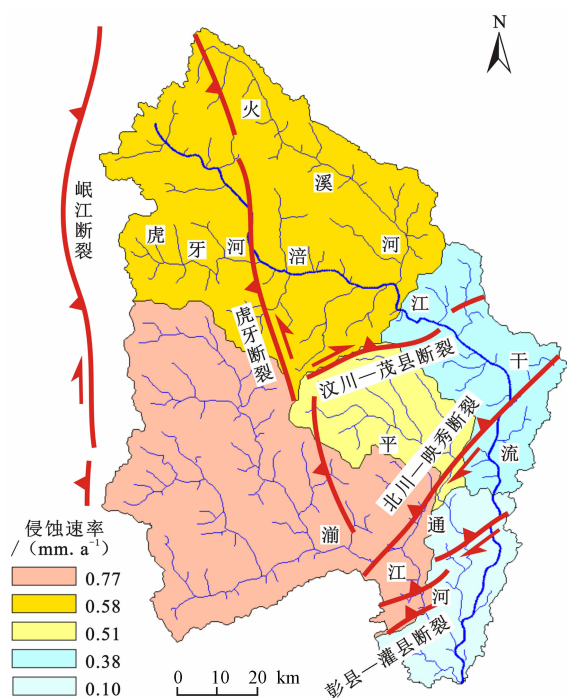 N
火溪河
虎牙河
涪江干流
岷江断裂
虎牙断裂
汶川—茂县断裂
北川—映秀断裂
平通河
湔江
彭县—灌县断裂
侵蚀速率
/（mm. a⁻¹）
0.77
0.58
0.51
0.38
0.10
0 10 20 km